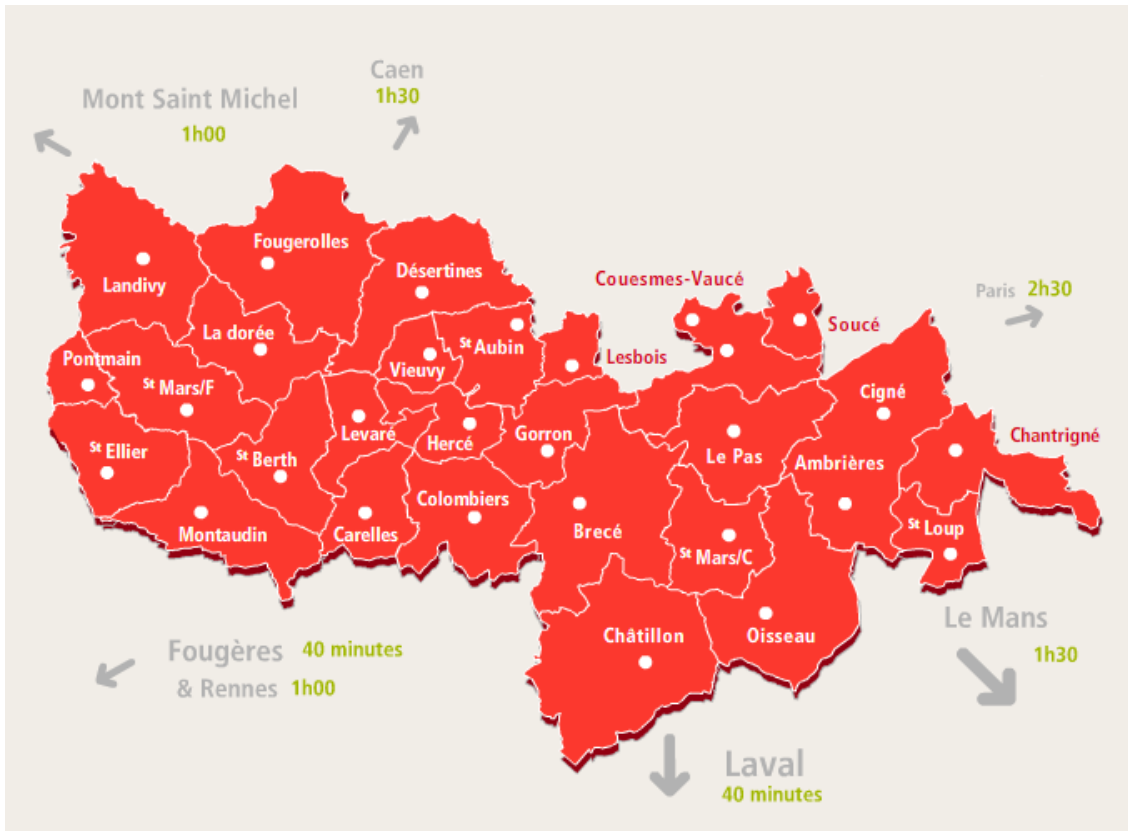 Caen
1h30
Mont Saint Michel
1h00
Fougerolles
Désertines
Landivy
Couesmes-Vaucé
Paris 2h30
Soucé
La dorée
St Aubin
Lesbois
Pontmain
Vieuvy
St Mars/F
Cigné
Levaré
Hercé
Gorron
Chantrigné
St Ellier
St Berth
Le Pas
Ambrières
Colombiers
Montaudin
Carelles
Brecé
St Loup
St Mars/C
Châtillon
Oisseau
Le Mans
1h30
Fougères 40 minutes
& Rennes 1h00
Laval
40 minutes